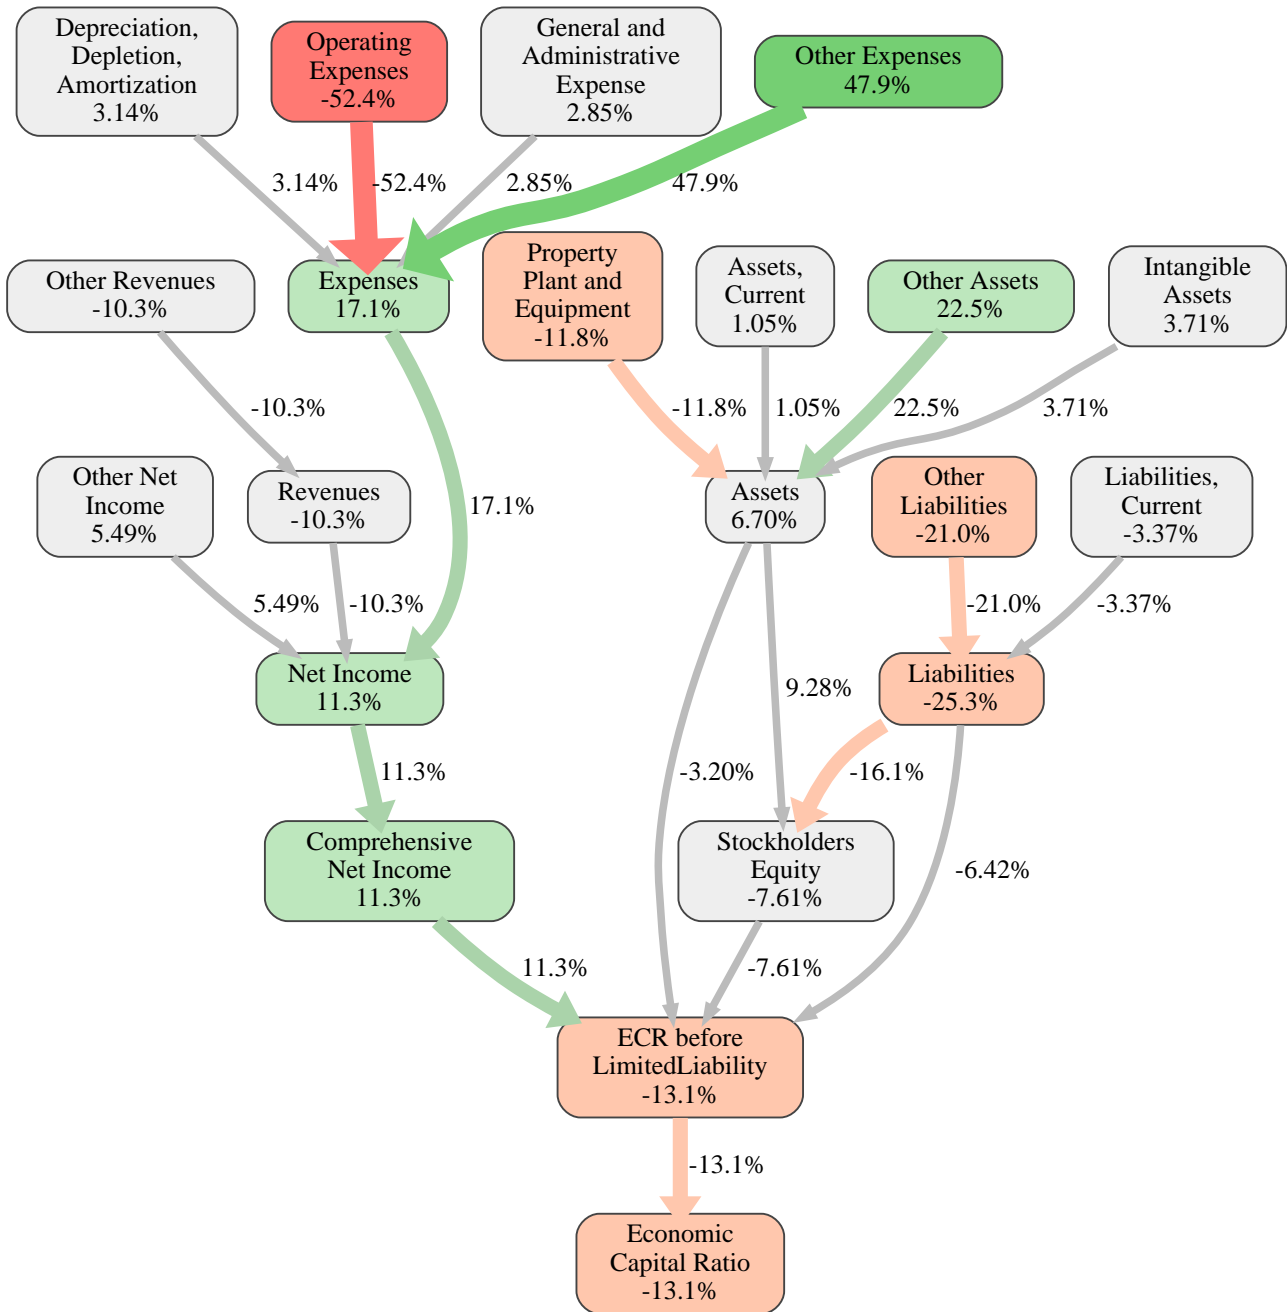 Depreciation,
Depletion,
Amortization
3.14%
Operating
Expenses
-52.4%
General and
Administrative
Expense
2.85%
Other Expenses
47.9%
3.14%
-52.4%
2.85%
47.9%
Other Revenues
-10.3%
Expenses
17.1%
Property
Plant and
Equipment
-11.8%
Assets,
Current
1.05%
Other Assets
22.5%
Intangible
Assets
3.71%
-10.3%
-11.8%
1.05%
22.5%
3.71%
Other Net
Income
5.49%
Revenues
-10.3%
17.1%
Assets
6.70%
Other
Liabilities
-21.0%
Liabilities,
Current
-3.37%
5.49%
-10.3%
-21.0%
-3.37%
Net Income
11.3%
9.28%
Liabilities
-25.3%
11.3%
-3.20%
-16.1%
Comprehensive
Net Income
11.3%
Stockholders
Equity
-7.61%
-6.42%
11.3%
-7.61%
ECR before
LimitedLiability
-13.1%
-13.1%
Economic
Capital Ratio
-13.1%